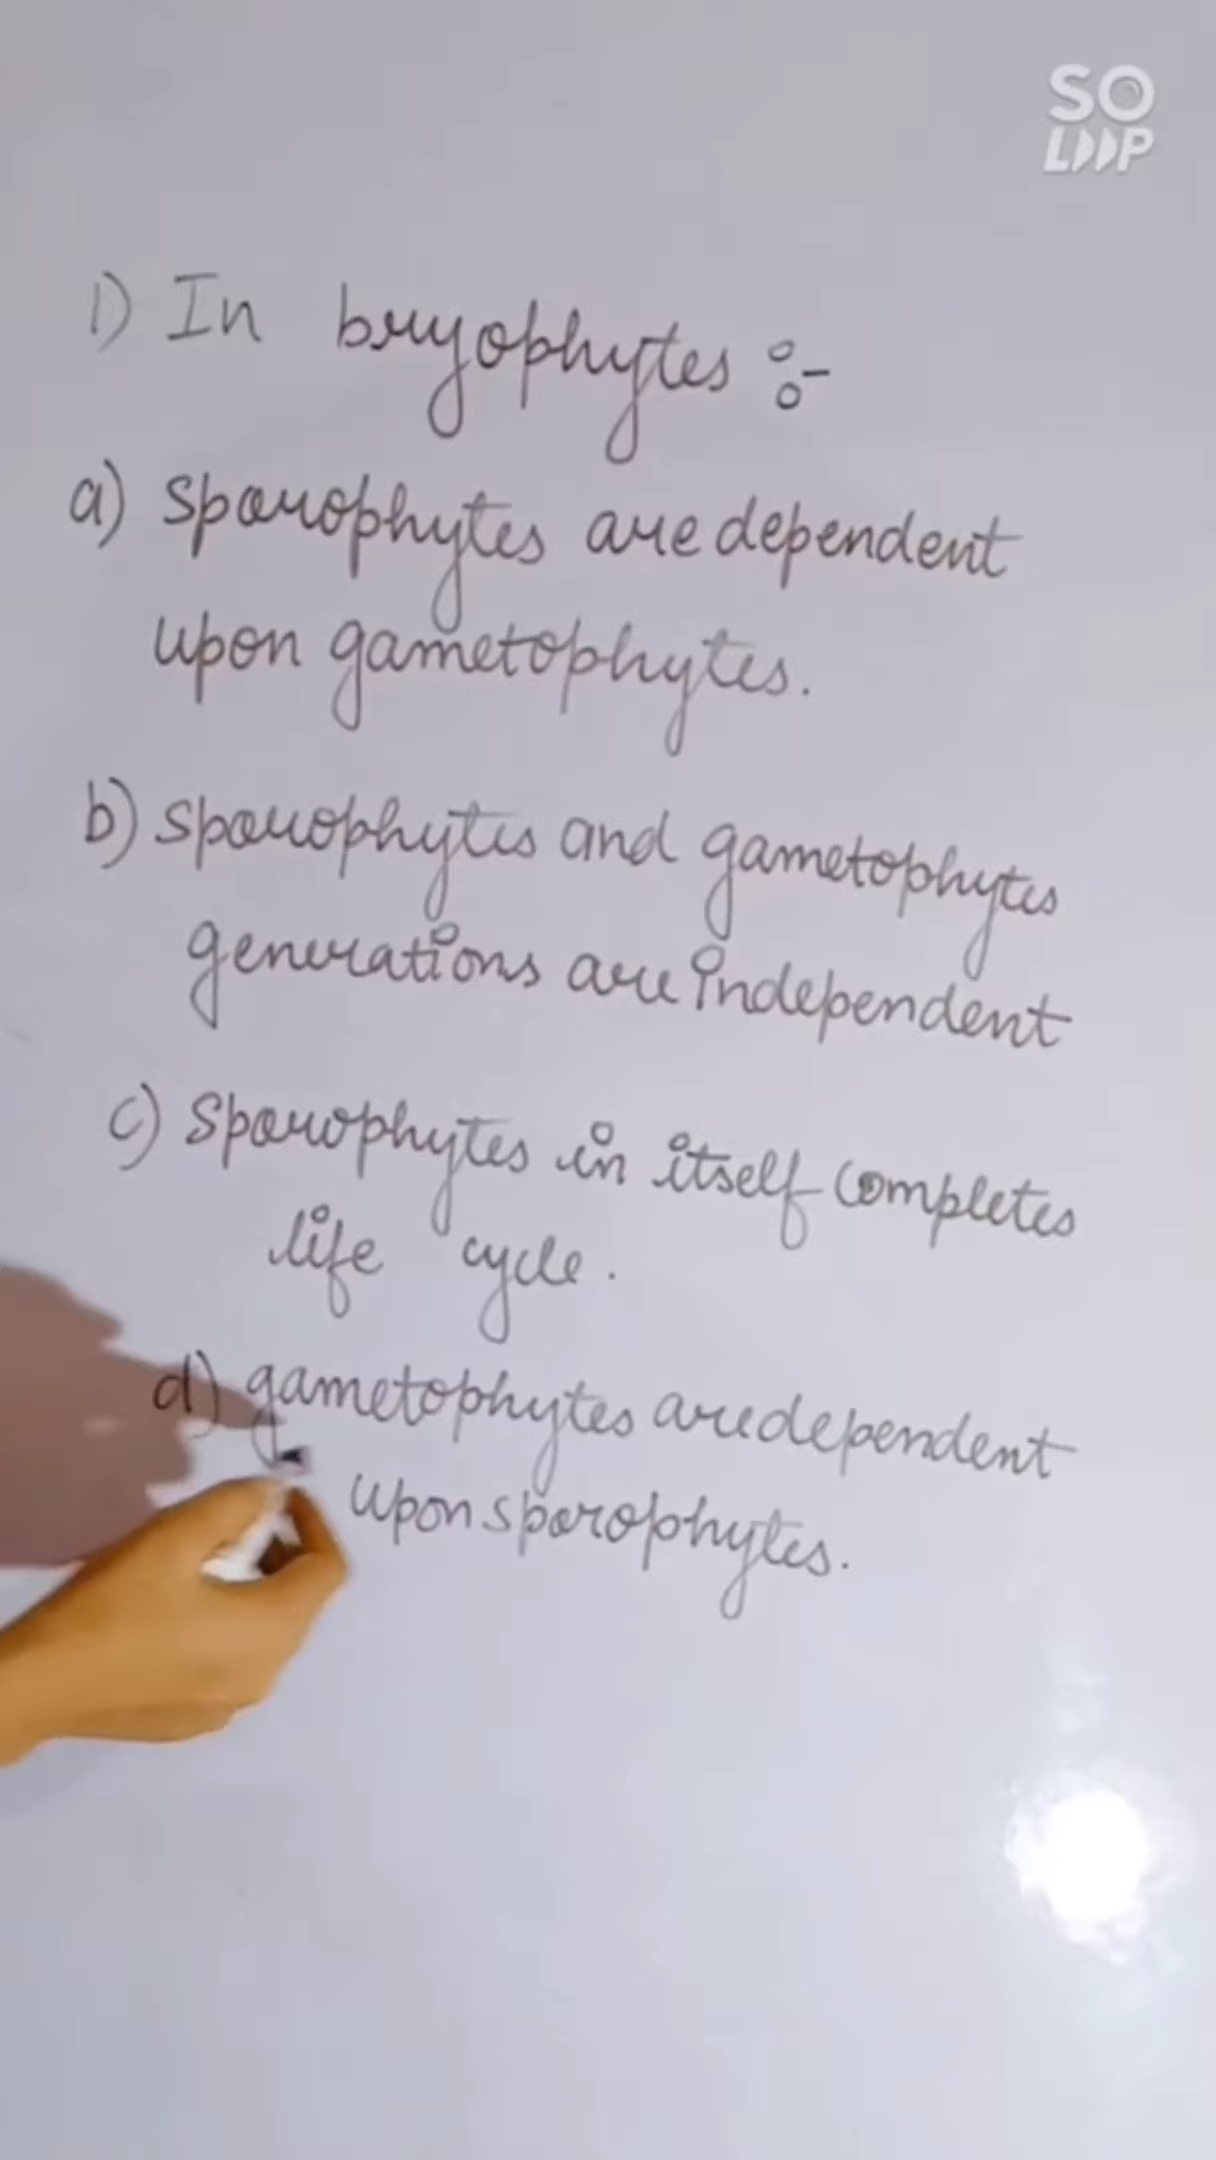 SO
LOOP
1) In bryophytes :-
a) Sporophytes are dependent
upon gametophytes.
b) sporophytes and gametophytes
generations are independent
c) Sporophytes in itself completes
life cycle.
d) gametophytes are dependent
upon sporophytes.